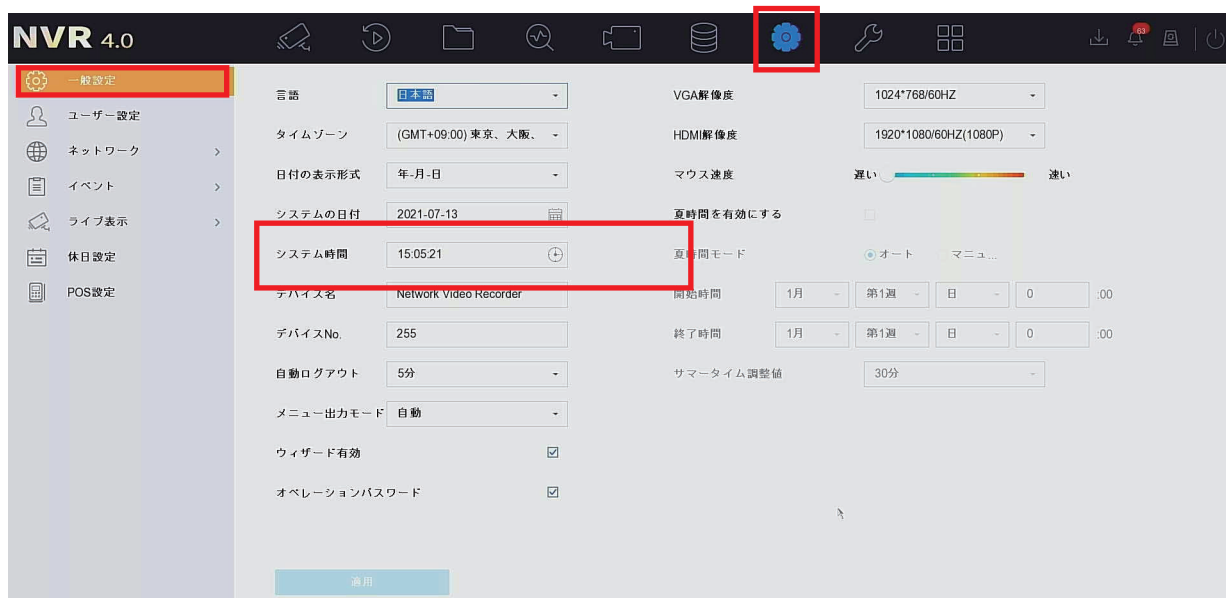 NVR 4.0
63
一般設定
ユーザー設定
ネットワーク
イベント
ライブ表示
休日設定
POS設定
言語 日本語
タイムゾーン (GMT+09:00) 東京、大阪、
日付の表示形式 年-月-日
システムの日付 2021-07-13
システム時間 15:05:21
デバイス名 Network Video Recorder
デバイスNo. 255
自動ログアウト 5分
メニュー出力モード 自動
ウィザード有効
オペレーションパスワード
適用
VGA解像度 1024*768/60HZ
HDMI解像度 1920*1080/60HZ(1080P)
マウス速度 遅い 速い
夏時間を有効にする
夏時間モード オート マニュ...
開始時間 1月 第1週 日 0 :00
終了時間 1月 第1週 日 0 :00
サマータイム調整値 30分